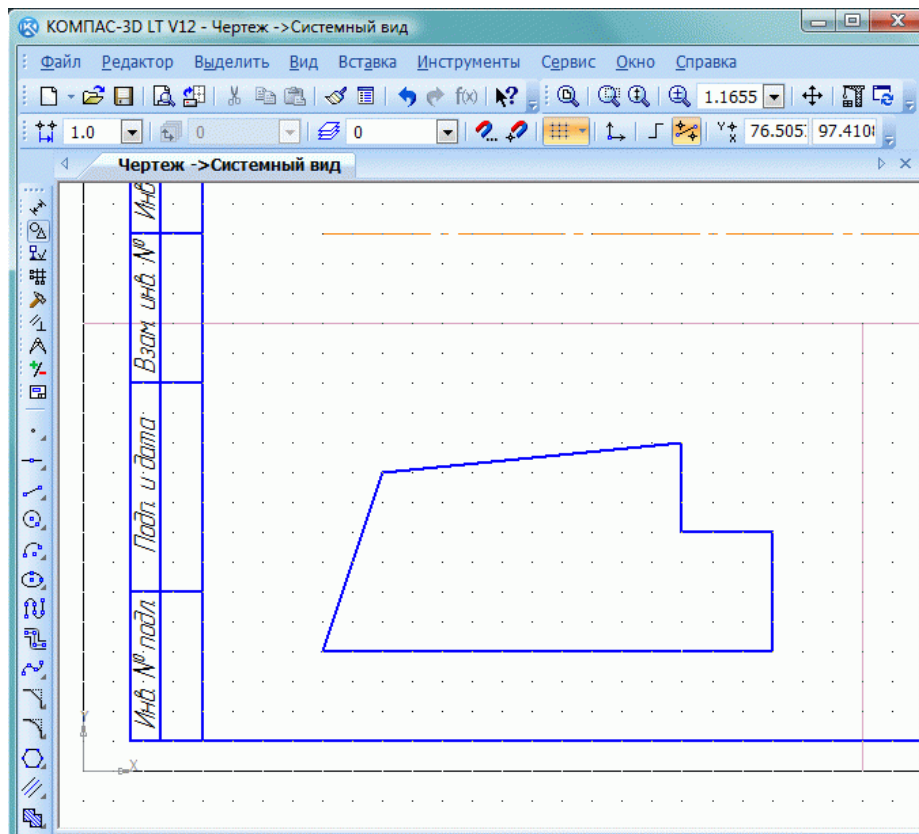 КОМПАС-3D LT V12 - Чертеж ->Системный вид
Файл Редактор Выделить Вид Вставка Инструменты Сервис Окно Справка
f(x) 1.1655
1.0 0 0 Y X 76.505 97.410
Чертеж ->Системный вид
Инв
Взам. инв. №
Подп. и дата
Инв. № подл.
Y
X